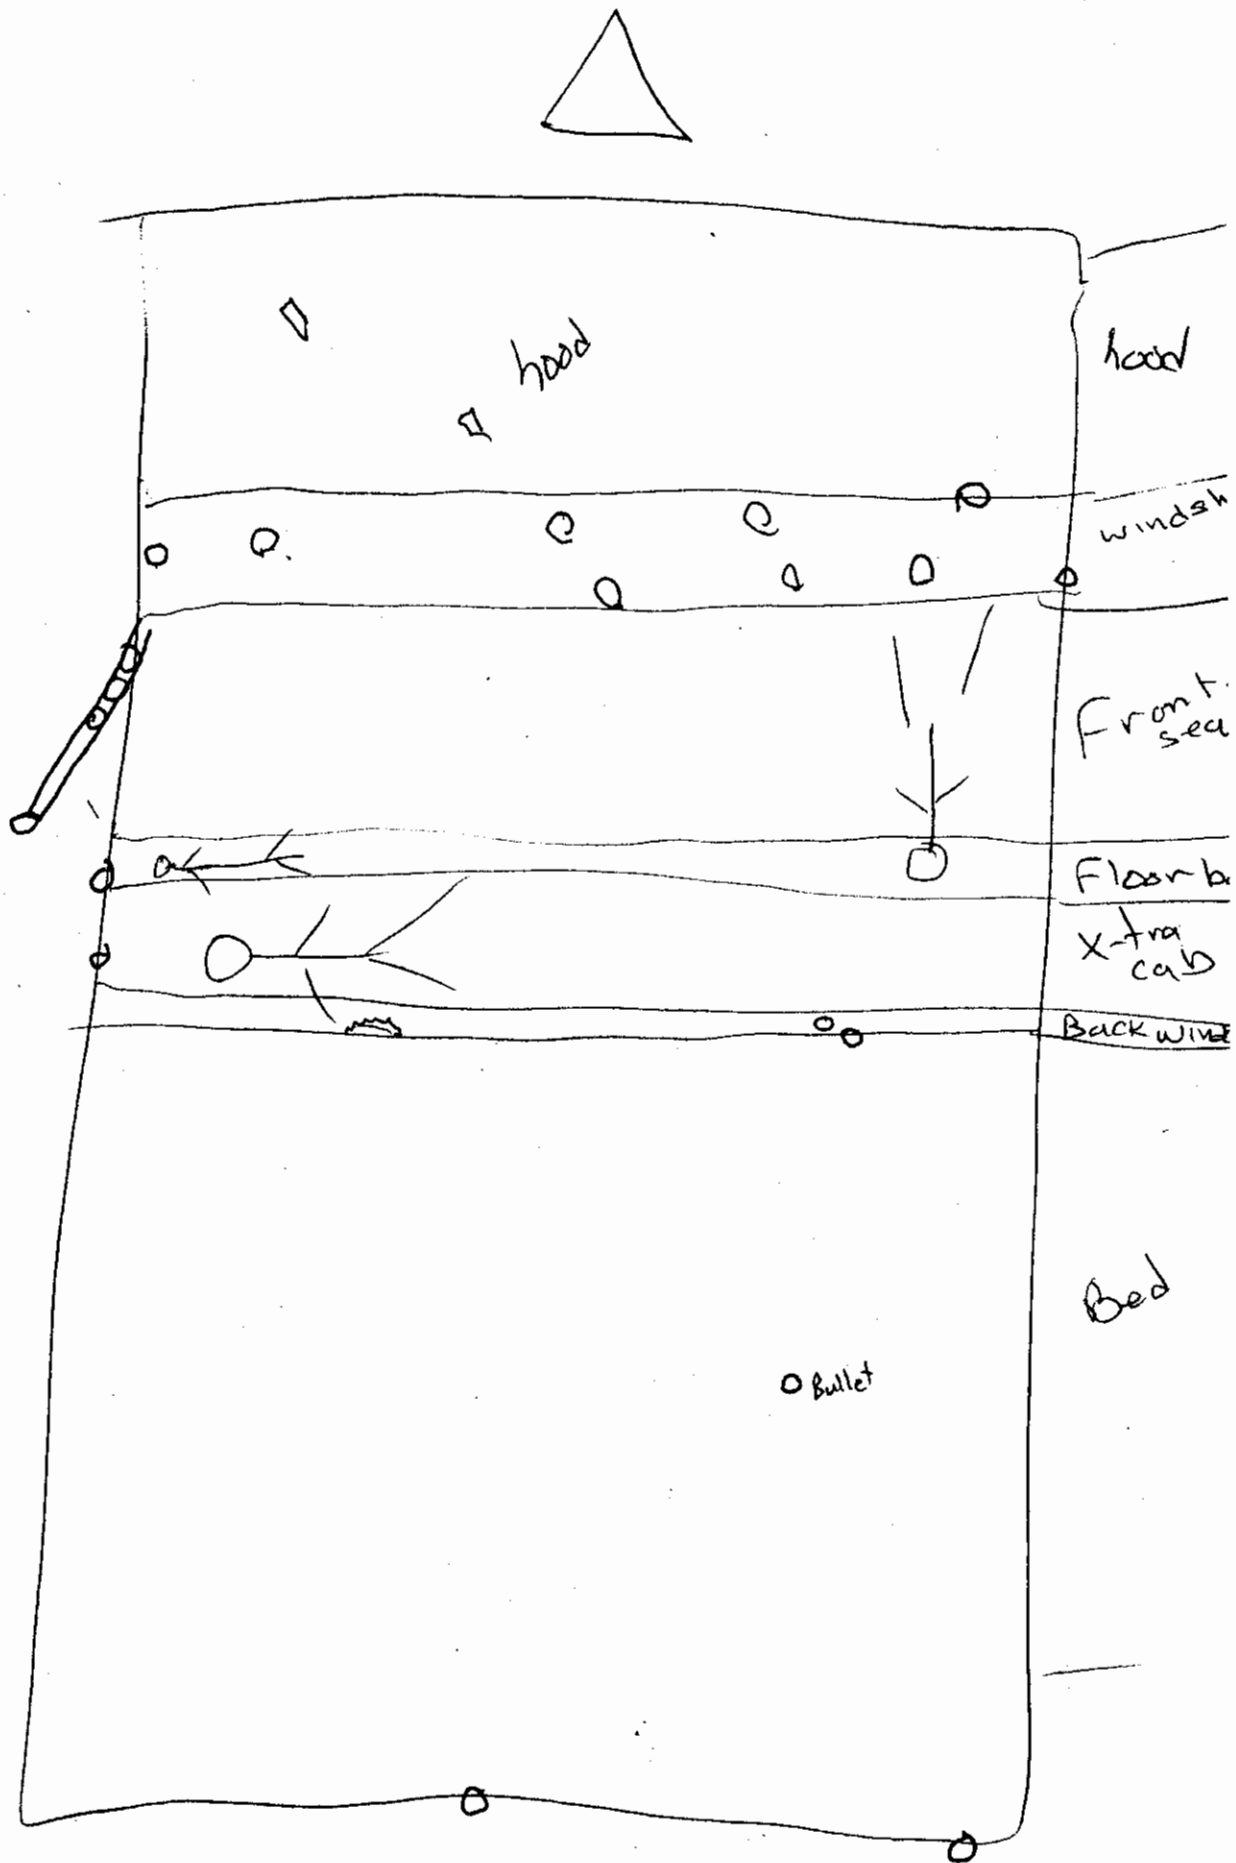 hood
hood
windsh
Front
sea
Floor b
X-tra
cab
Back wind
Bed
Bullet